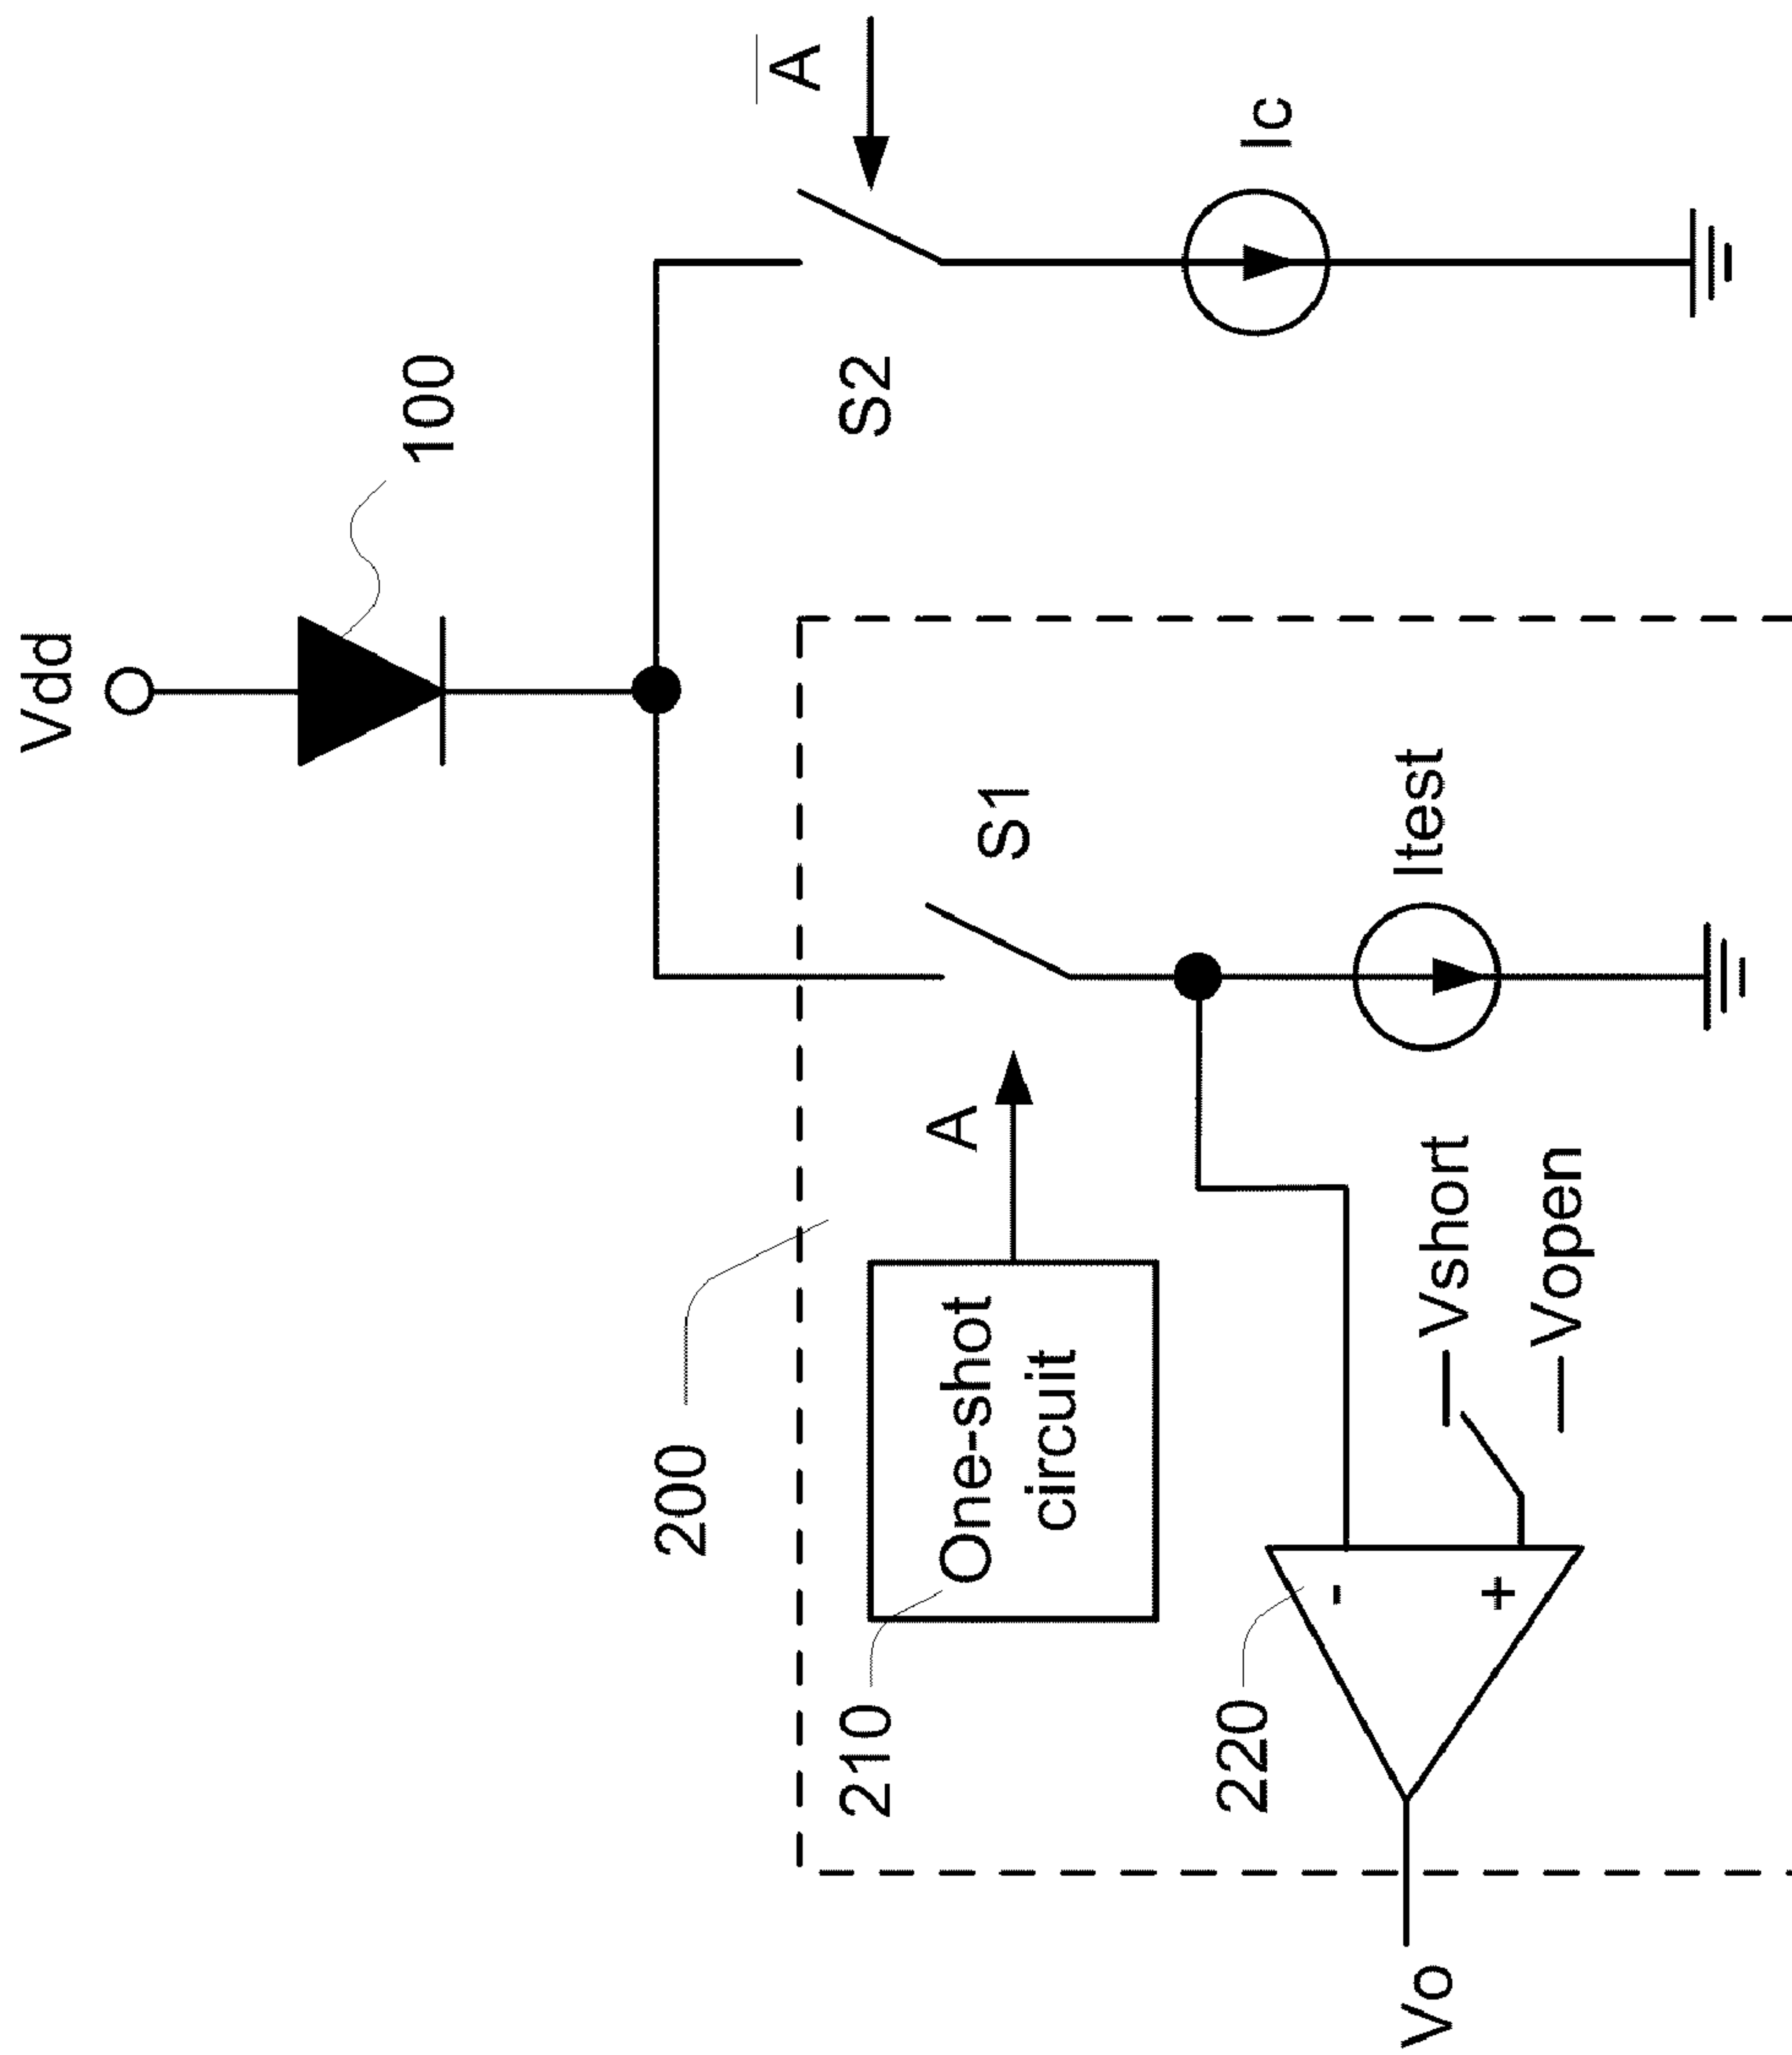 Vdd
100
A
S2
Ic
200
S1
A
210
One-shot
circuit
Itest
220
-
+
Vshort
Vopen
Vo